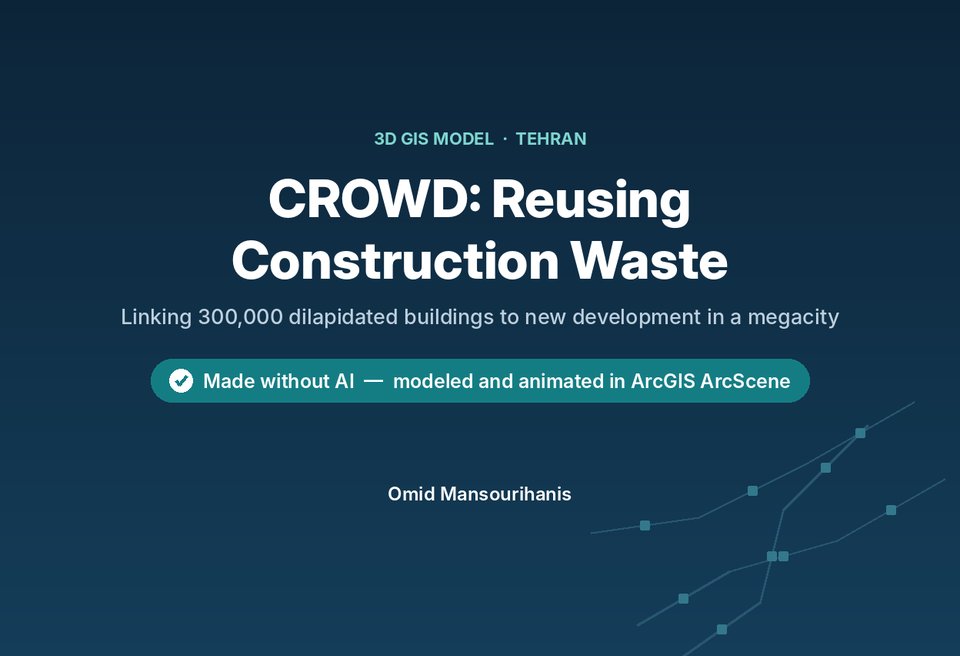 3D GIS MODEL · TEHRAN
CROWD: Reusing
Construction Waste
Linking 300,000 dilapidated buildings to new development in a megacity
Made without AI — modeled and animated in ArcGIS ArcScene
Omid Mansourihanis